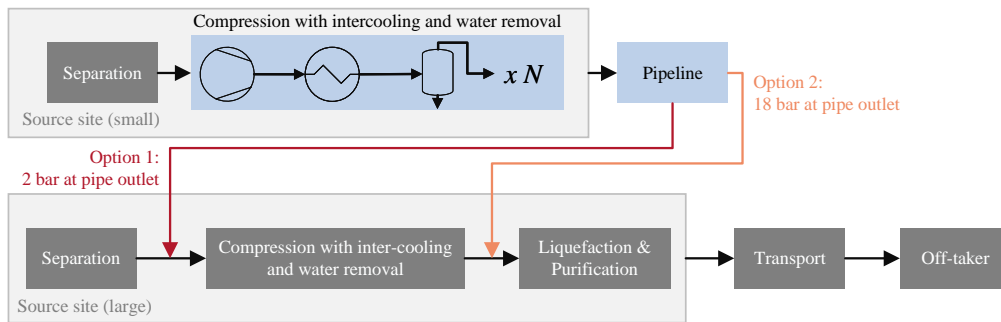 Compression with intercooling and water removal
Separation
x N
Pipeline
Option 2:
18 bar at pipe outlet
Source site (small)
Option 1:
2 bar at pipe outlet
Separation
Compression with inter-cooling
and water removal
Liquefaction &
Purification
Transport
Off-taker
Source site (large)